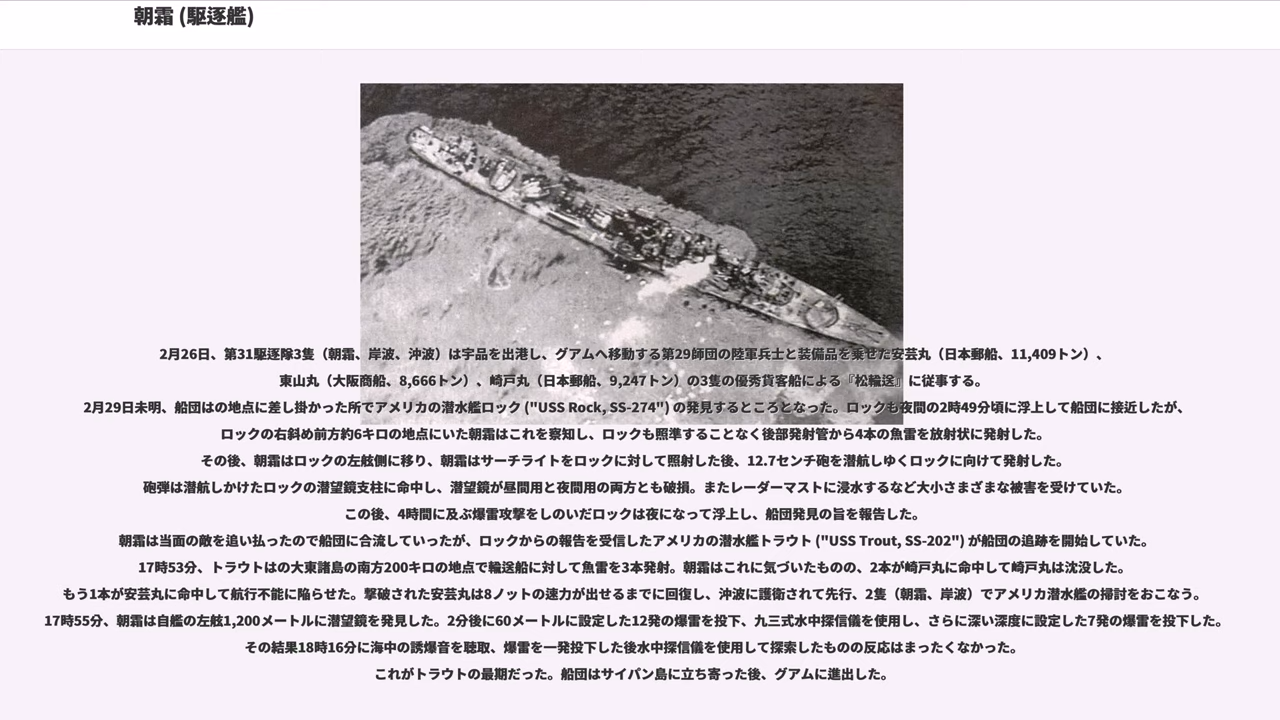 朝霜 (駆逐艦)
2月26日、第31駆逐隊3隻（朝霜、岸波、沖波）は宇品を出港し、グアムへ移動する第29師団の陸軍兵士と装備品を乗せた安芸丸（日本郵船、11,409トン）、
東山丸（大阪商船、8,666トン）、崎戸丸（日本郵船、9,247トン）の3隻の優秀貨客船による『松輸送』に従事する。
2月29日未明、船団はの地点に差し掛かった所でアメリカの潜水艦ロック ("USS Rock, SS-274") の発見するところとなった。ロックも夜間の2時49分頃に浮上して船団に接近したが、
ロックの右斜め前方約6キロの地点にいた朝霜はこれを察知し、ロックも照準することなく後部発射管から4本の魚雷を放射状に発射した。
その後、朝霜はロックの左舷側に移り、朝霜はサーチライトをロックに対して照射した後、12.7センチ砲を潜航しゆくロックに向けて発射した。
砲弾は潜航しかけたロックの潜望鏡支柱に命中し、潜望鏡が昼間用と夜間用の両方とも破損。またレーダーマストに浸水するなど大小さまざまな被害を受けていた。
この後、4時間に及ぶ爆雷攻撃をしのいだロックは夜になって浮上し、船団発見の旨を報告した。
朝霜は当面の敵を追い払ったので船団に合流していったが、ロックからの報告を受信したアメリカの潜水艦トラウト ("USS Trout, SS-202") が船団の追跡を開始していた。
17時53分、トラウトはの大東諸島の南方200キロの地点で輸送船に対して魚雷を3本発射。朝霜はこれに気づいたものの、2本が崎戸丸に命中して崎戸丸は沈没した。
もう1本が安芸丸に命中して航行不能に陥らせた。撃破された安芸丸は8ノットの速力が出せるまでに回復し、沖波に護衛されて先行、2隻（朝霜、岸波）でアメリカ潜水艦の掃討をおこなう。
17時55分、朝霜は自艦の左舷1,200メートルに潜望鏡を発見した。2分後に60メートルに設定した12発の爆雷を投下、九三式水中探信儀を使用し、さらに深い深度に設定した7発の爆雷を投下した。
その結果18時16分に海中の誘爆音を聴取、爆雷を一発投下した後水中探信儀を使用して探索したものの反応はまったくなかった。
これがトラウトの最期だった。船団はサイパン島に立ち寄った後、グアムに進出した。